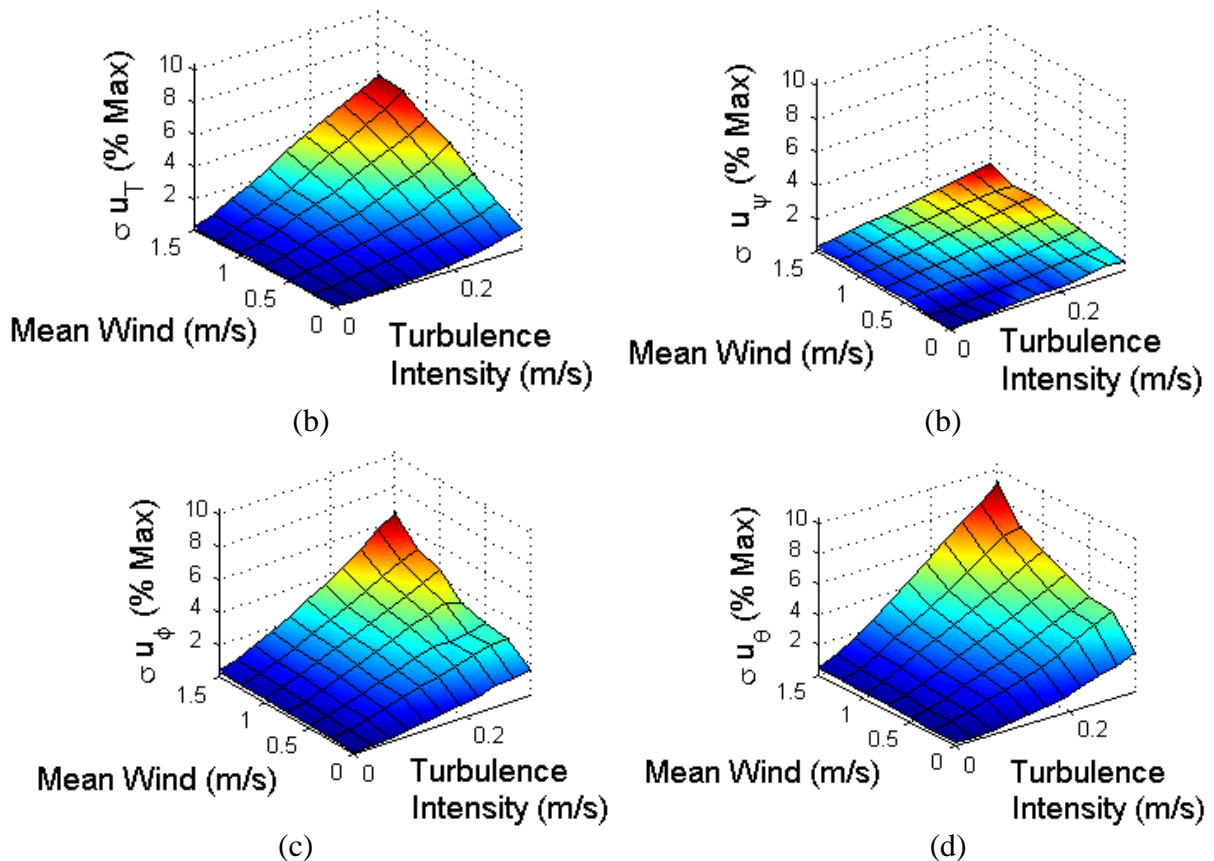 10
8
6
4
2
σ u_T (% Max)
1.5
1
0.5
0
0
0.2
Mean Wind (m/s)
Turbulence
Intensity (m/s)
(b)
10
8
6
4
2
σ u_ψ (% Max)
1.5
1
0.5
0
0
0.2
Mean Wind (m/s)
Turbulence
Intensity (m/s)
(b)
10
8
6
4
2
σ u_ϕ (% Max)
1.5
1
0.5
0
0
0.2
Mean Wind (m/s)
Turbulence
Intensity (m/s)
(c)
10
8
6
4
2
σ u_θ (% Max)
1.5
1
0.5
0
0
0.2
Mean Wind (m/s)
Turbulence
Intensity (m/s)
(d)